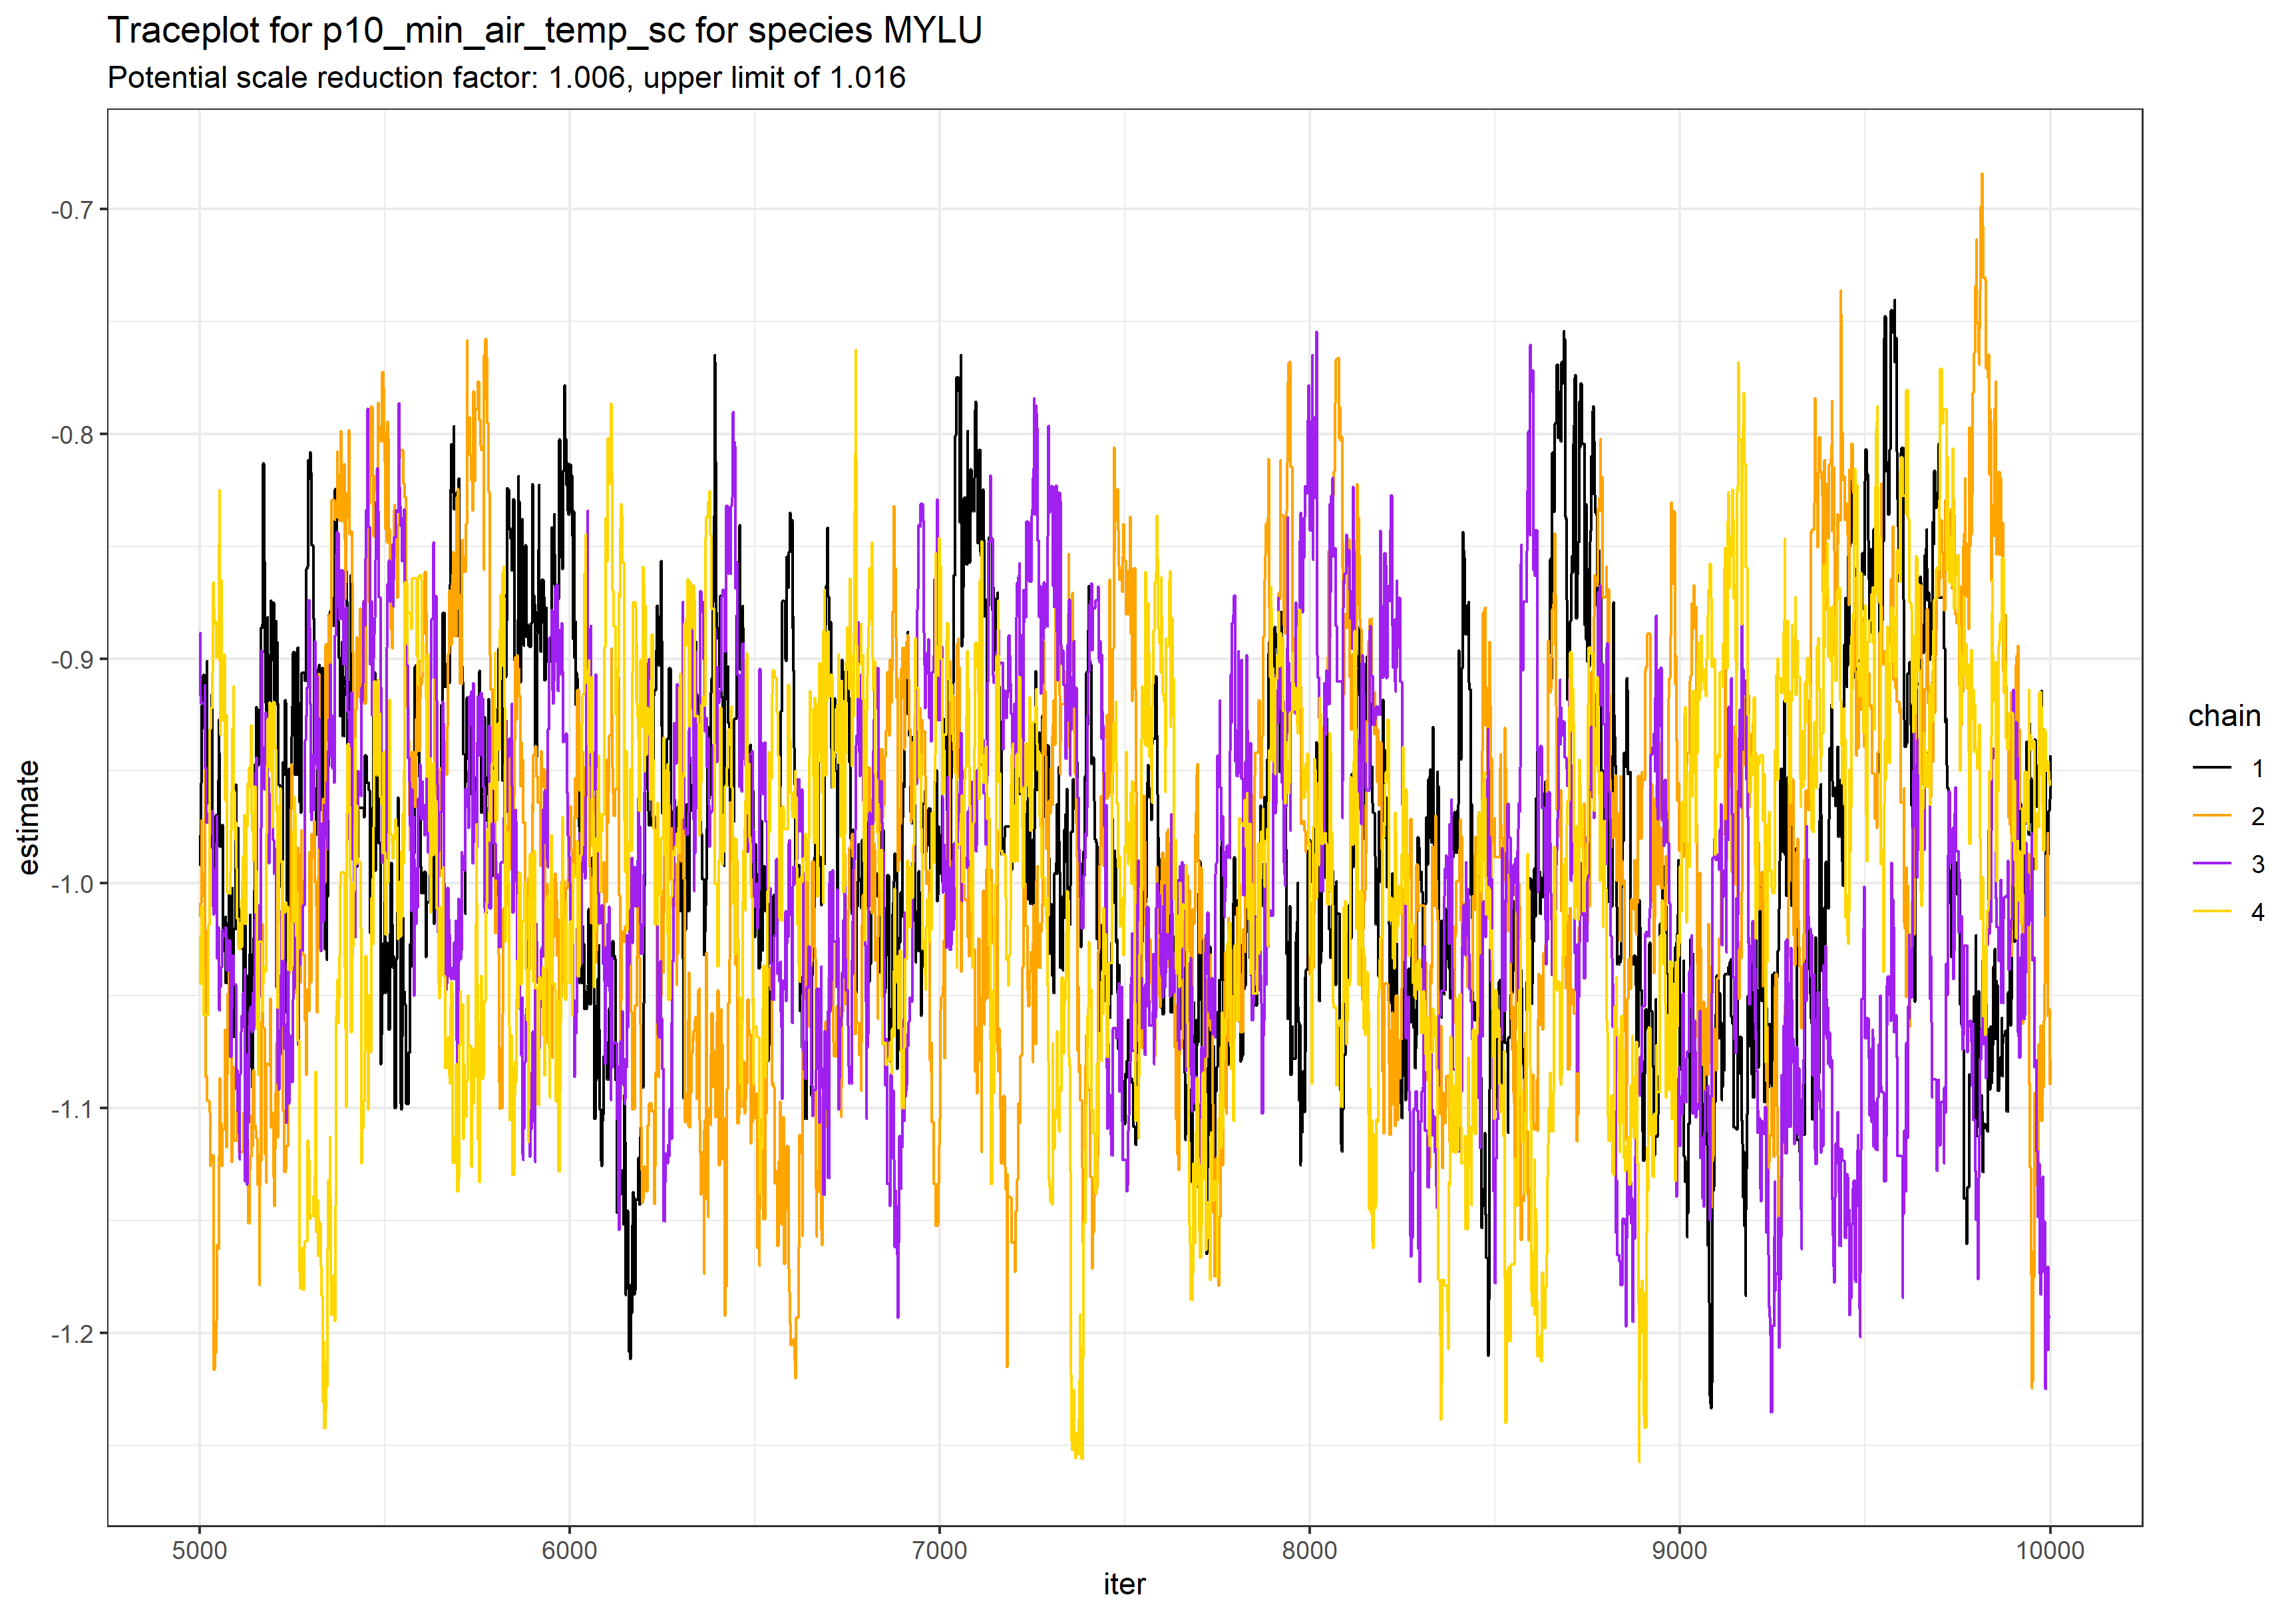 Traceplot for p10_min_air_temp_sc for species MYLU
Potential scale reduction factor: 1.006, upper limit of 1.016
-0.7
-0.8
-0.9
-1.0
-1.1
-1.2
estimate
5000 6000 7000 8000 9000 10000
iter
chain
1
2
3
4